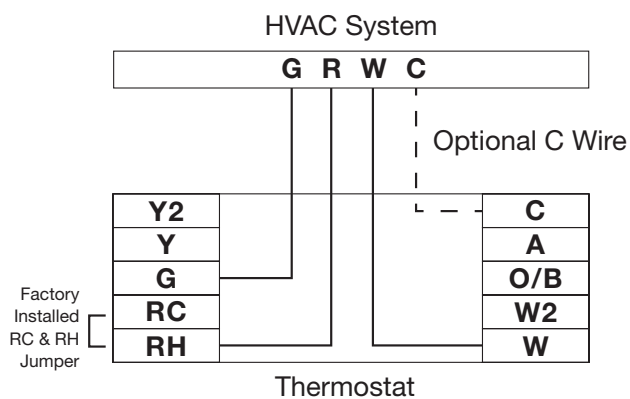 HVAC System
G R W C
Optional C Wire
Y2
Y
G
RC
RH
Factory
Installed
RC & RH
Jumper
C
A
O/B
W2
W
Thermostat